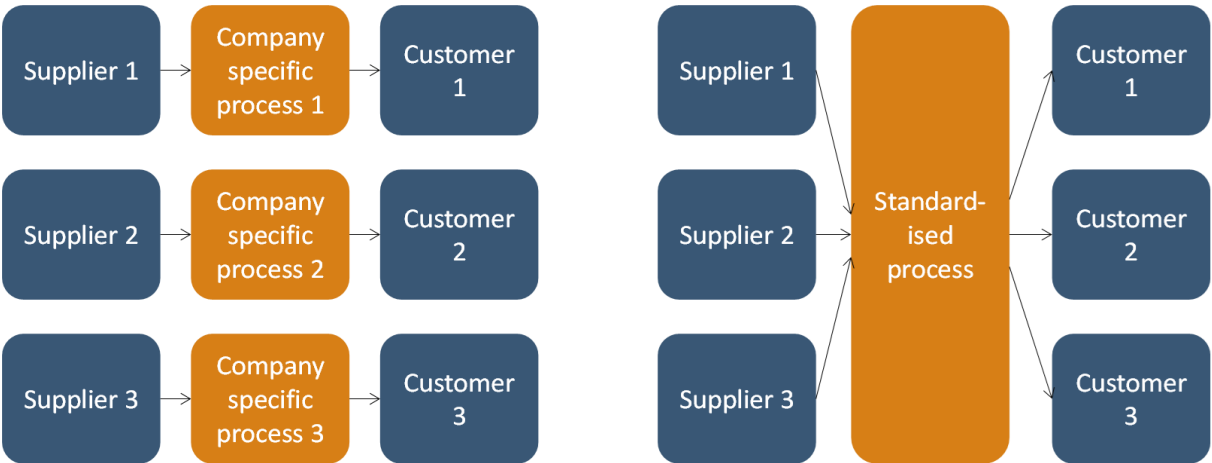 Supplier 1
Company
specific
process 1
Customer
1
Supplier 2
Company
specific
process 2
Customer
2
Supplier 3
Company
specific
process 3
Customer
3
Supplier 1
Supplier 2
Supplier 3
Standard-
ised
process
Customer
1
Customer
2
Customer
3